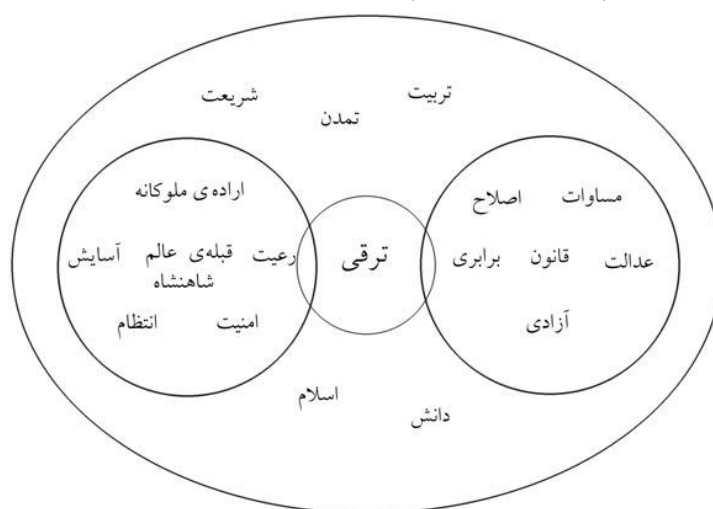 تربیت
شریعت
تمدن
مساوات
اصلاح
عدالت
قانون
برابری
آزادی
ترقی
اراده‌ی ملوکانه
رعیت
قبله‌ی عالم
شاهنشاه
آسایش
امنیت
انتظام
اسلام
دانش